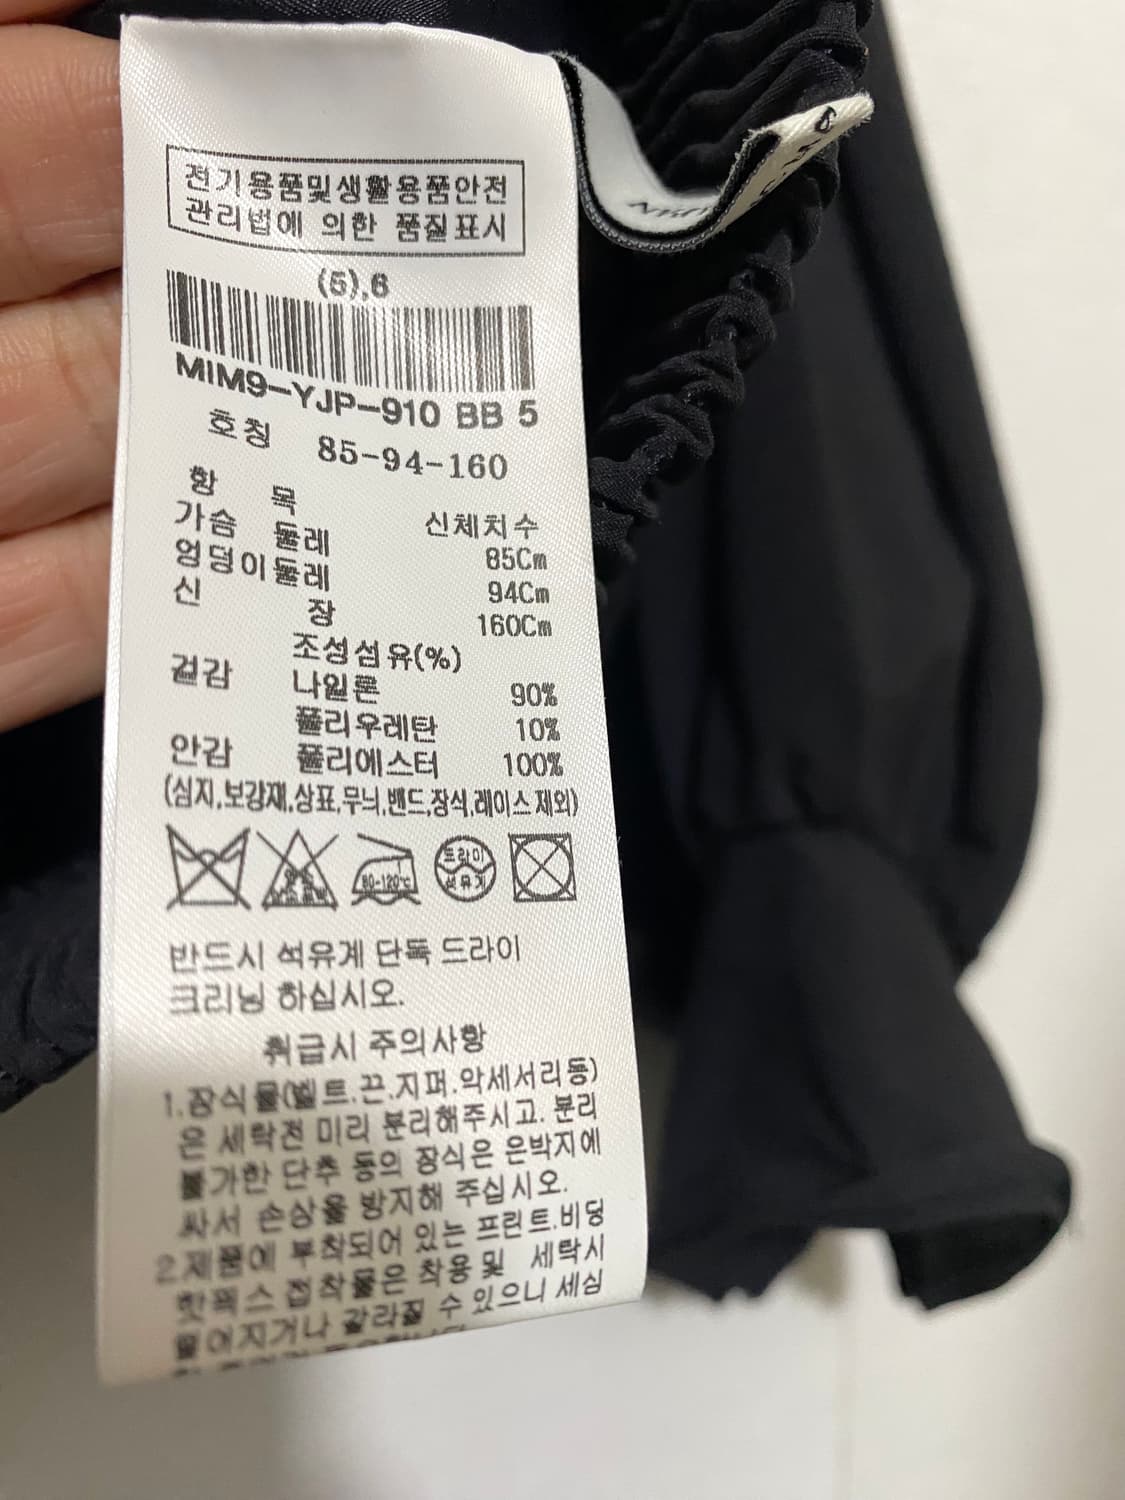 전기용품및생활용품안전
관리법에 의한 품질표시
(5),6
MIM9-YJP-910 BB 5
호칭 85-94-160
항 목 신체치수
가슴 둘레 85Cm
엉덩이둘레 94Cm
신 장 160Cm
조성섬유(%)
겉감 나일론 90%
폴리우레탄 10%
안감 폴리에스터 100%
(심지,보강재,상표,무늬,밴드,장식,레이스제외)
80-120℃
드라이
석유계
반드시 석유계 단독 드라이
크리닝 하십시오.
취급시 주의사항
1.장식물(벨트.끈.지퍼.악세서리등)
은 세탁전 미리 분리해주시고. 분리
불가한 단추 등의 장식은 은박지에
싸서 손상을 방지해 주십시오.
2.제품에 부착되어 있는 프린트.비딩
핫픽스 접착물은 착용및 세탁시
떨어지거나 갈라질 수 있으니 세심